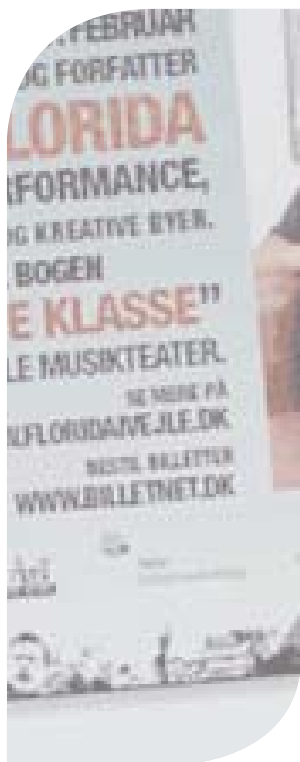 . FEBRUAR
OG FORFATTER
LORIDA
RFORMANCE,
OG KREATIVE BYER.
BOGEN
E KLASSE"
LE MUSIKTEATER.
SE MERE PÅ
W.FLORIDAIVEJLE.DK
BESTIL BILLETTER
WWW.BILLETNET.DK